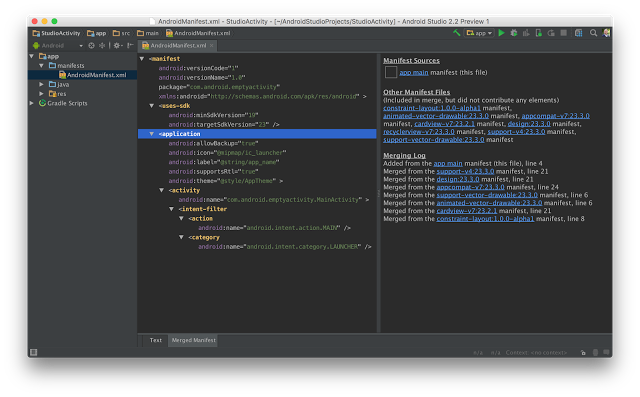 AndroidManifest.xml - StudioActivity - [~/AndroidStudioProjects/StudioActivity] - Android Studio 2.2 Preview 1
StudioActivity app src main AndroidManifest.xml
app
Android
AndroidManifest.xml
app
manifests
AndroidManifest.xml
java
res
Gradle Scripts
<manifest
android:versionCode="1"
android:versionName="1.0"
package="com.android.emptyactivity"
xmlns:android="http://schemas.android.com/apk/res/android" >
<uses-sdk
android:minSdkVersion="19"
android:targetSdkVersion="23" />
<application
android:allowBackup="true"
android:icon="@mipmap/ic_launcher"
android:label="@string/app_name"
android:supportsRtl="true"
android:theme="@style/AppTheme" >
<activity
android:name="com.android.emptyactivity.MainActivity" >
<intent-filter
<action
android:name="android.intent.action.MAIN" />
<category
android:name="android.intent.category.LAUNCHER" />
Manifest Sources
app main manifest (this file)
Other Manifest Files
(Included in merge, but did not contribute any elements)
constraint-layout:1.0.0-alpha1 manifest,
animated-vector-drawable:23.3.0 manifest, appcompat-v7:23.3.0
manifest, cardview-v7:23.2.1 manifest, design:23.3.0 manifest,
recyclerview-v7:23.3.0 manifest, support-v4:23.3.0 manifest,
support-vector-drawable:23.3.0 manifest
Merging Log
Added from the app main manifest (this file), line 4
Merged from the support-v4:23.3.0 manifest, line 21
Merged from the design:23.3.0 manifest, line 21
Merged from the appcompat-v7:23.3.0 manifest, line 24
Merged from the support-vector-drawable:23.3.0 manifest, line 6
Merged from the animated-vector-drawable:23.3.0 manifest, line 6
Merged from the cardview-v7:23.2.1 manifest, line 21
Merged from the constraint-layout:1.0.0-alpha1 manifest, line 8
Text Merged Manifest
n/a n/a Context: <no context>